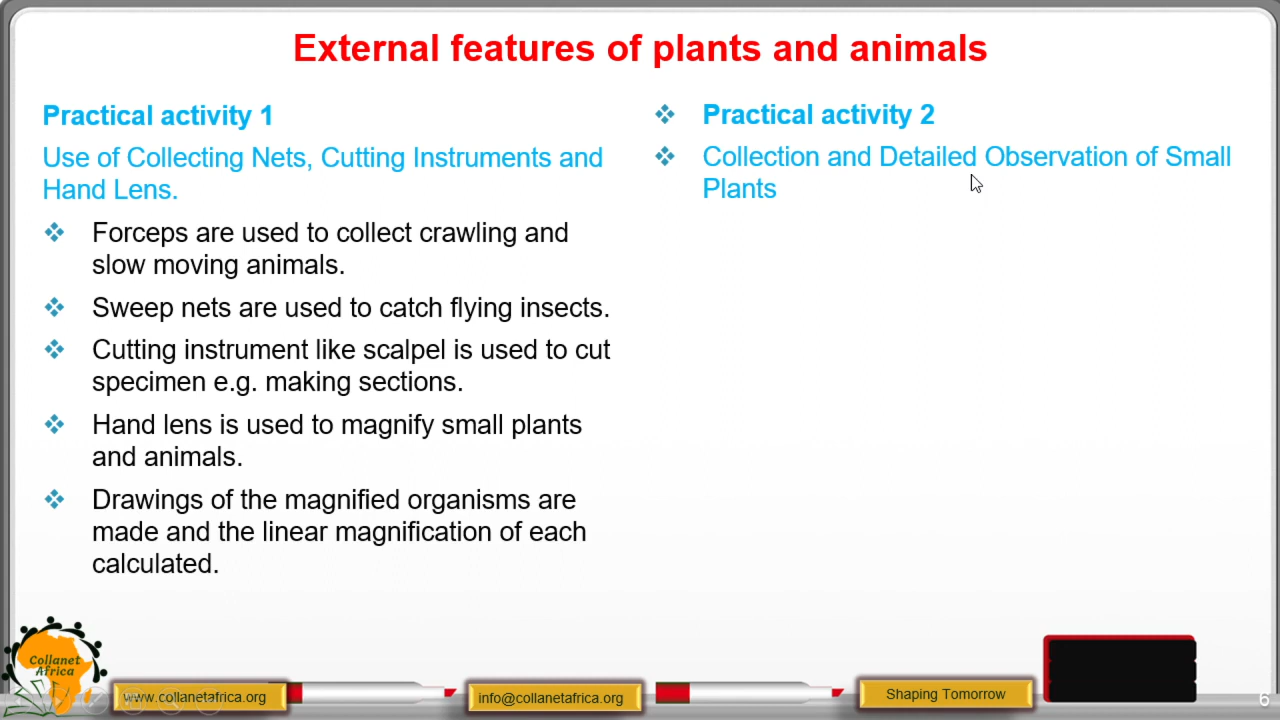 External features of plants and animals
Practical activity 1
Use of Collecting Nets, Cutting Instruments and
Hand Lens.
Forceps are used to collect crawling and
slow moving animals.
Sweep nets are used to catch flying insects.
Cutting instrument like scalpel is used to cut
specimen e.g. making sections.
Hand lens is used to magnify small plants
and animals.
Drawings of the magnified organisms are
made and the linear magnification of each
calculated.
Practical activity 2
Collection and Detailed Observation of Small
Plants
Collanet
Africa
www.collanetafrica.org
info@collanetafrica.org
Shaping Tomorrow
6